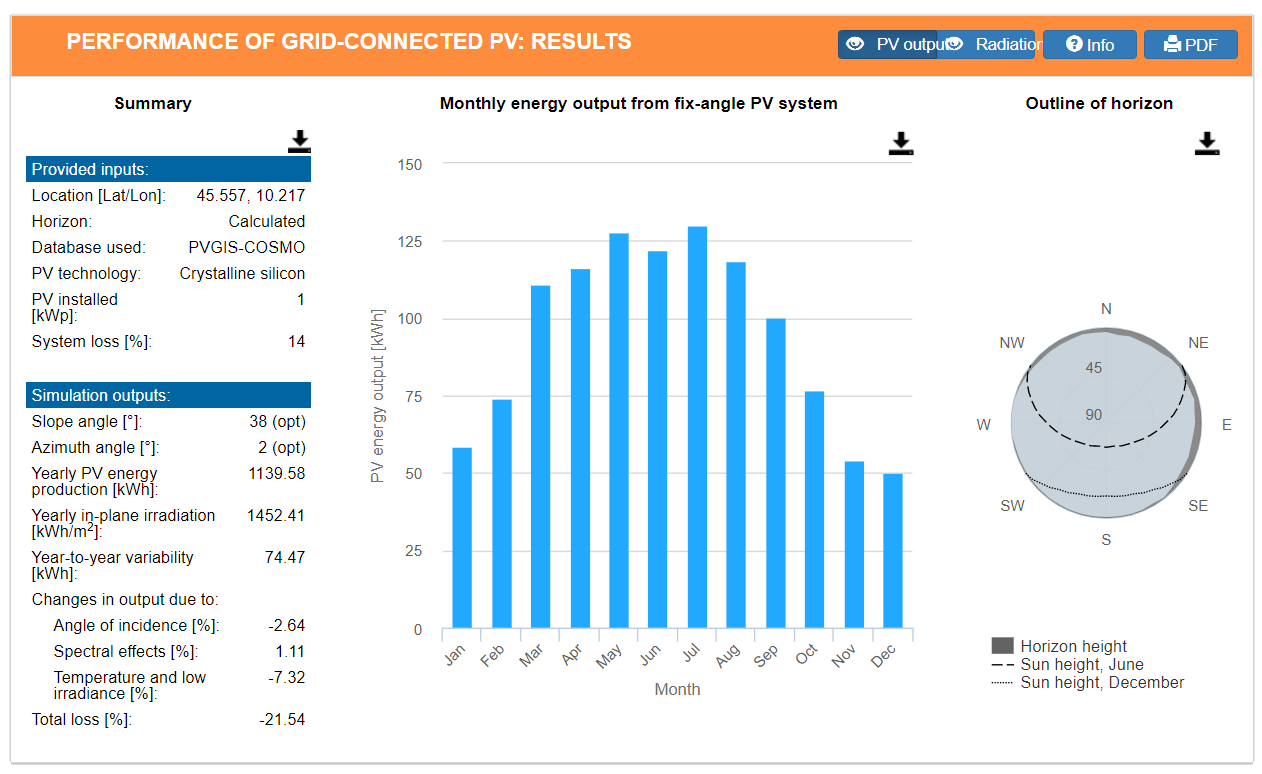 PERFORMANCE OF GRID-CONNECTED PV: RESULTS
PV output
Radiation
Info
PDF
Summary
Provided inputs:
Location [Lat/Lon]: 45.557, 10.217
Horizon: Calculated
Database used: PVGIS-COSMO
PV technology: Crystalline silicon
PV installed 1
[kWp]:
System loss [%]: 14
Simulation outputs:
Slope angle [°]: 38 (opt)
Azimuth angle [°]: 2 (opt)
Yearly PV energy 1139.58
production [kWh]:
Yearly in-plane irradiation 1452.41
[kWh/m²]:
Year-to-year variability 74.47
[kWh]:
Changes in output due to:
Angle of incidence [%]: -2.64
Spectral effects [%]: 1.11
Temperature and low -7.32
irradiance [%]:
Total loss [%]: -21.54
Monthly energy output from fix-angle PV system
PV energy output [kWh]
150
125
100
75
50
25
0
Jan Feb Mar Apr May Jun Jul Aug Sep Oct Nov Dec
Month
Outline of horizon
N
NW NE
45
90
W E
SW SE
S
Horizon height
Sun height, June
Sun height, December